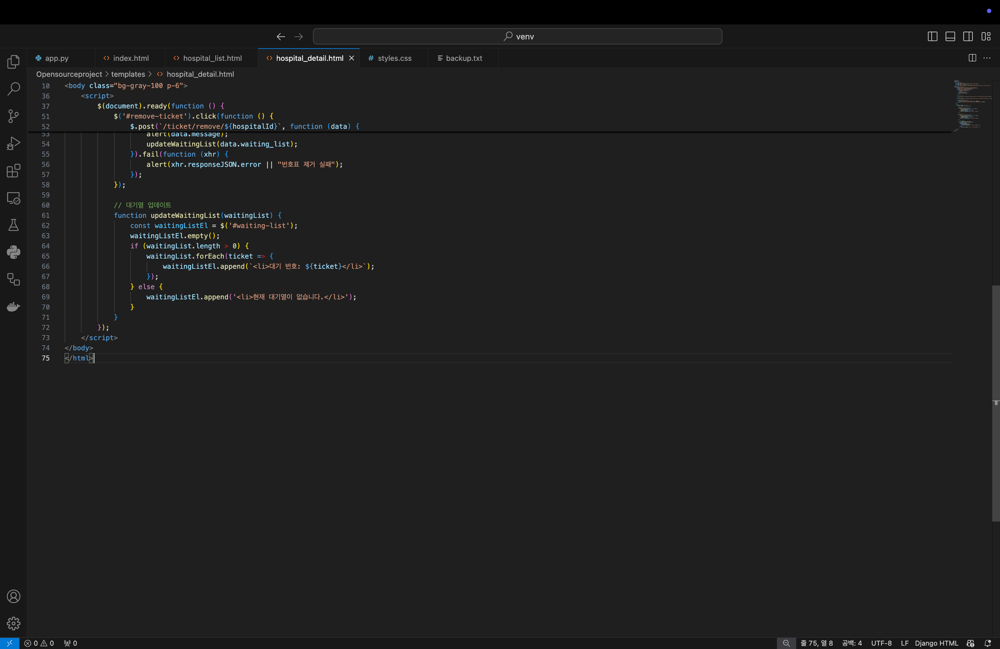 venv
app.py
index.html
hospital_list.html
hospital_detail.html
# styles.css
backup.txt
Opensourceproject > templates > <> hospital_detail.html
10 <body class="bg-gray-100 p-6">
36 <script>
37 $(document).ready(function () {
51 $('#remove-ticket').click(function () {
52 $.post(`/ticket/remove/${hospitalId}`, function (data) {
53 alert(data.message);
54 updateWaitingList(data.waiting_list);
55 }).fail(function (xhr) {
56 alert(xhr.responseJSON.error || "번호표 제거 실패");
57 });
58 });
59
60 // 대기열 업데이트
61 function updateWaitingList(waitingList) {
62 const waitingListEl = $('#waiting-list');
63 waitingListEl.empty();
64 if (waitingList.length > 0) {
65 waitingList.forEach(ticket => {
66 waitingListEl.append(`<li>대기 번호: ${ticket}</li>`);
67 });
68 } else {
69 waitingListEl.append('<li>현재 대기열이 없습니다.</li>');
70 }
71 }
72 });
73 </script>
74 </body>
75 </html>
0 0 0 줄 75, 열 8 공백: 4 UTF-8 LF Django HTML